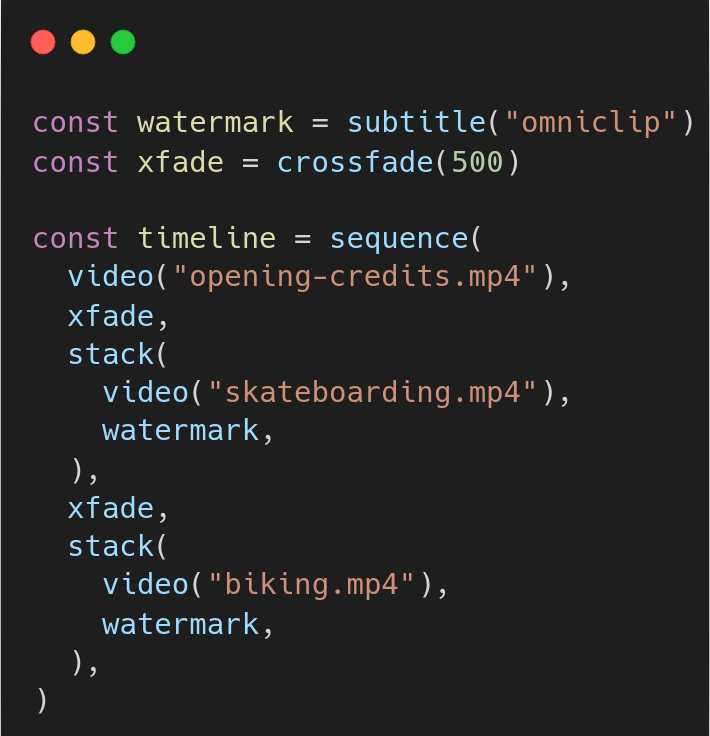 const watermark = subtitle("omniclip")
const xfade = crossfade(500)

const timeline = sequence(
  video("opening-credits.mp4"),
  xfade,
  stack(
    video("skateboarding.mp4"),
    watermark,
  ),
  xfade,
  stack(
    video("biking.mp4"),
    watermark,
  ),
)